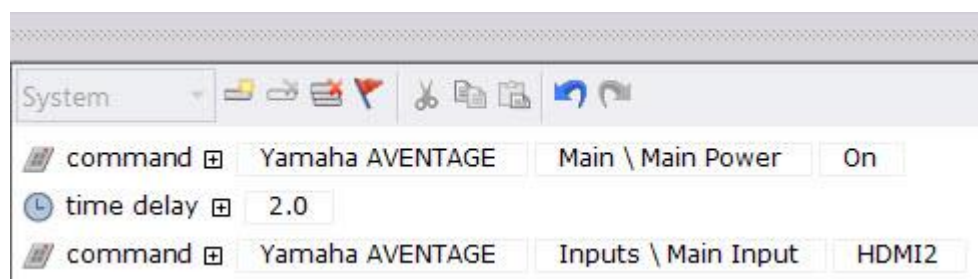 System
command Yamaha AVENTAGE Main \ Main Power On
time delay 2.0
command Yamaha AVENTAGE Inputs \ Main Input HDMI2